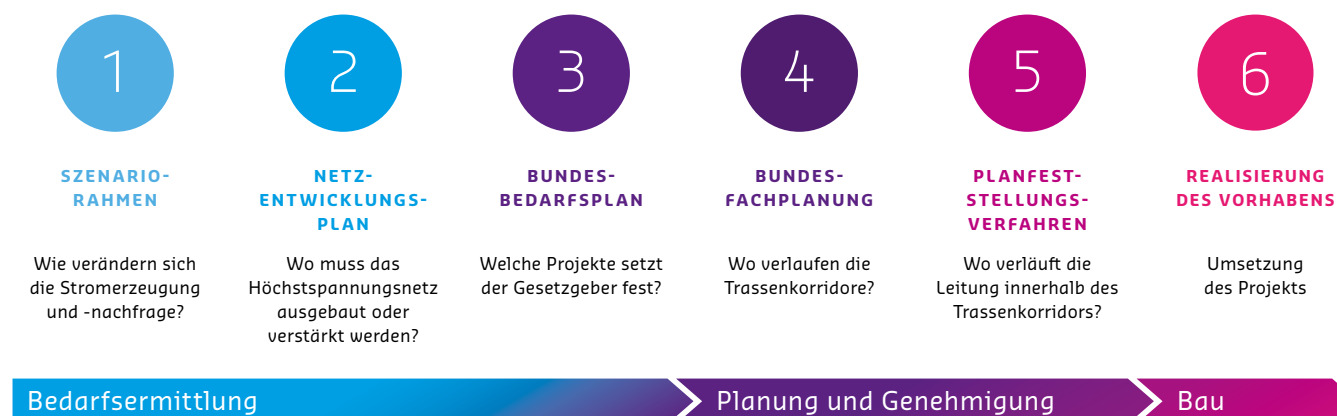 1
SZENARIO-
RAHMEN
Wie verändern sich
die Stromerzeugung
und -nachfrage?
2
NETZ-
ENTWICKLUNGS-
PLAN
Wo muss das
Höchstspannungsnetz
ausgebaut oder
verstärkt werden?
3
BUNDES-
BEDARFSPLAN
Welche Projekte setzt
der Gesetzgeber fest?
4
BUNDES-
FACHPLANUNG
Wo verlaufen die
Trassenkorridore?
5
PLANFEST-
STELLUNGS-
VERFAHREN
Wo verläuft die
Leitung innerhalb des
Trassenkorridors?
6
REALISIERUNG
DES VORHABENS
Umsetzung
des Projekts
Bedarfsermittlung
Planung und Genehmigung
Bau